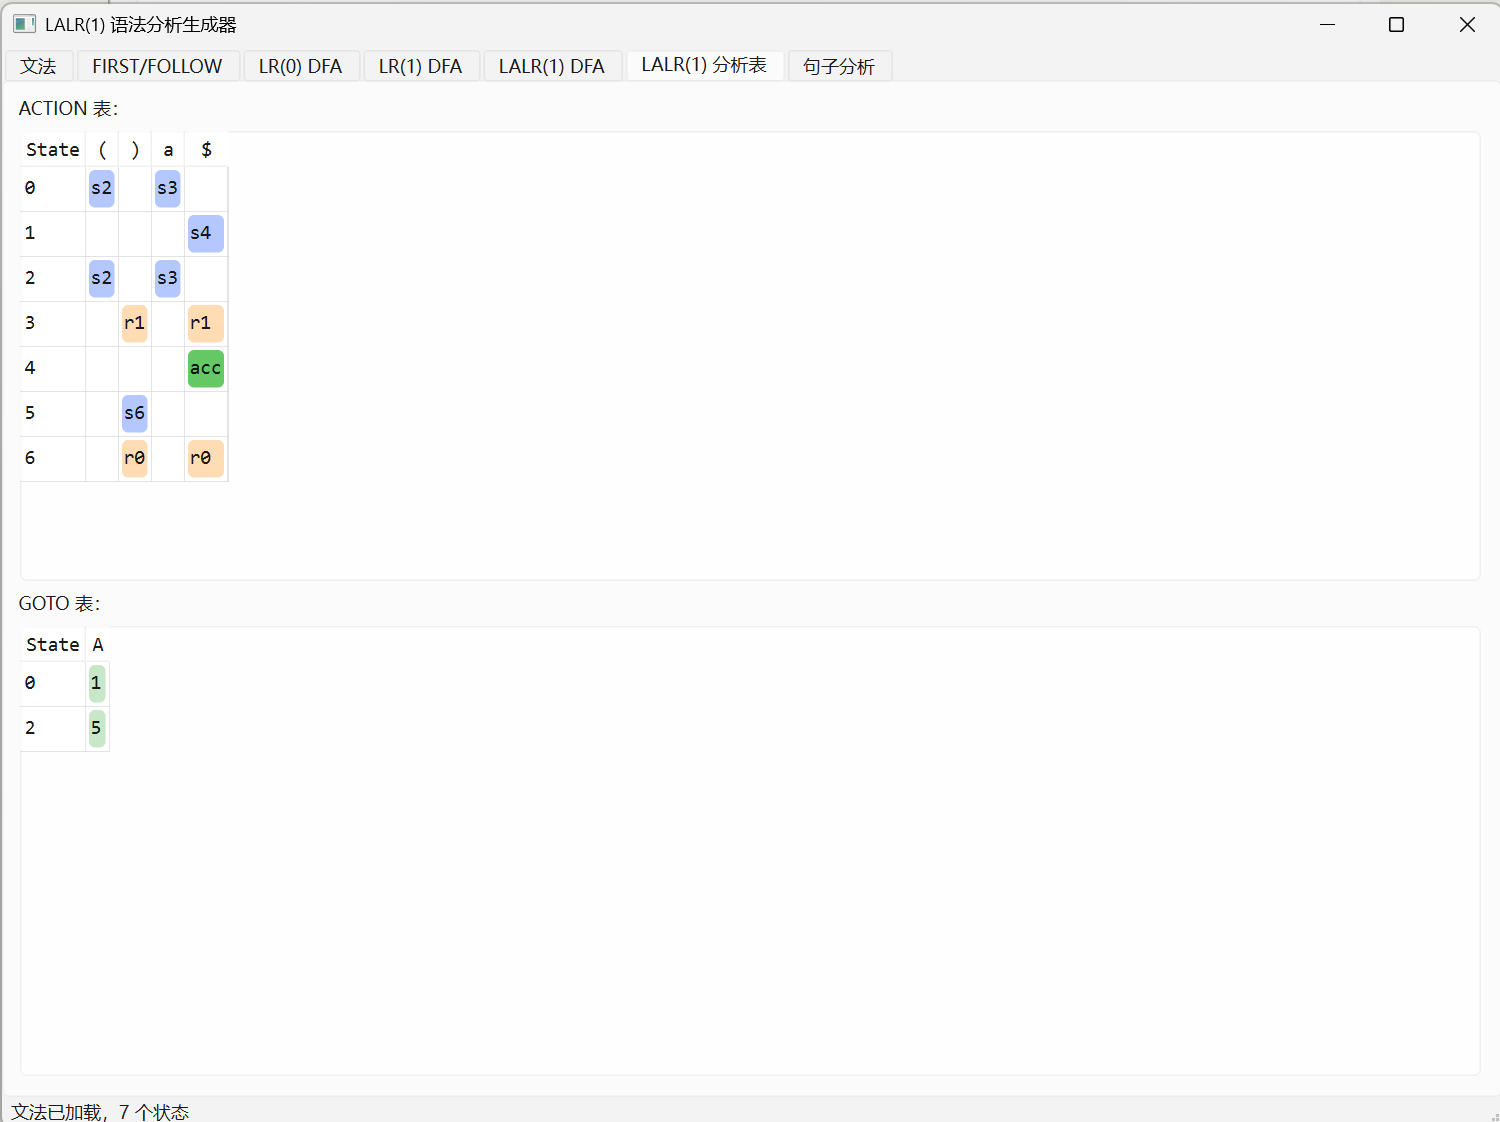 LALR(1) 语法分析生成器
文法 FIRST/FOLLOW LR(0) DFA LR(1) DFA LALR(1) DFA LALR(1) 分析表 句子分析
ACTION 表：
State ( ) a $
0 s2 s3
1 s4
2 s2 s3
3 r1 r1
4 acc
5 s6
6 r0 r0
GOTO 表：
State A
0 1
2 5
文法已加载，7 个状态